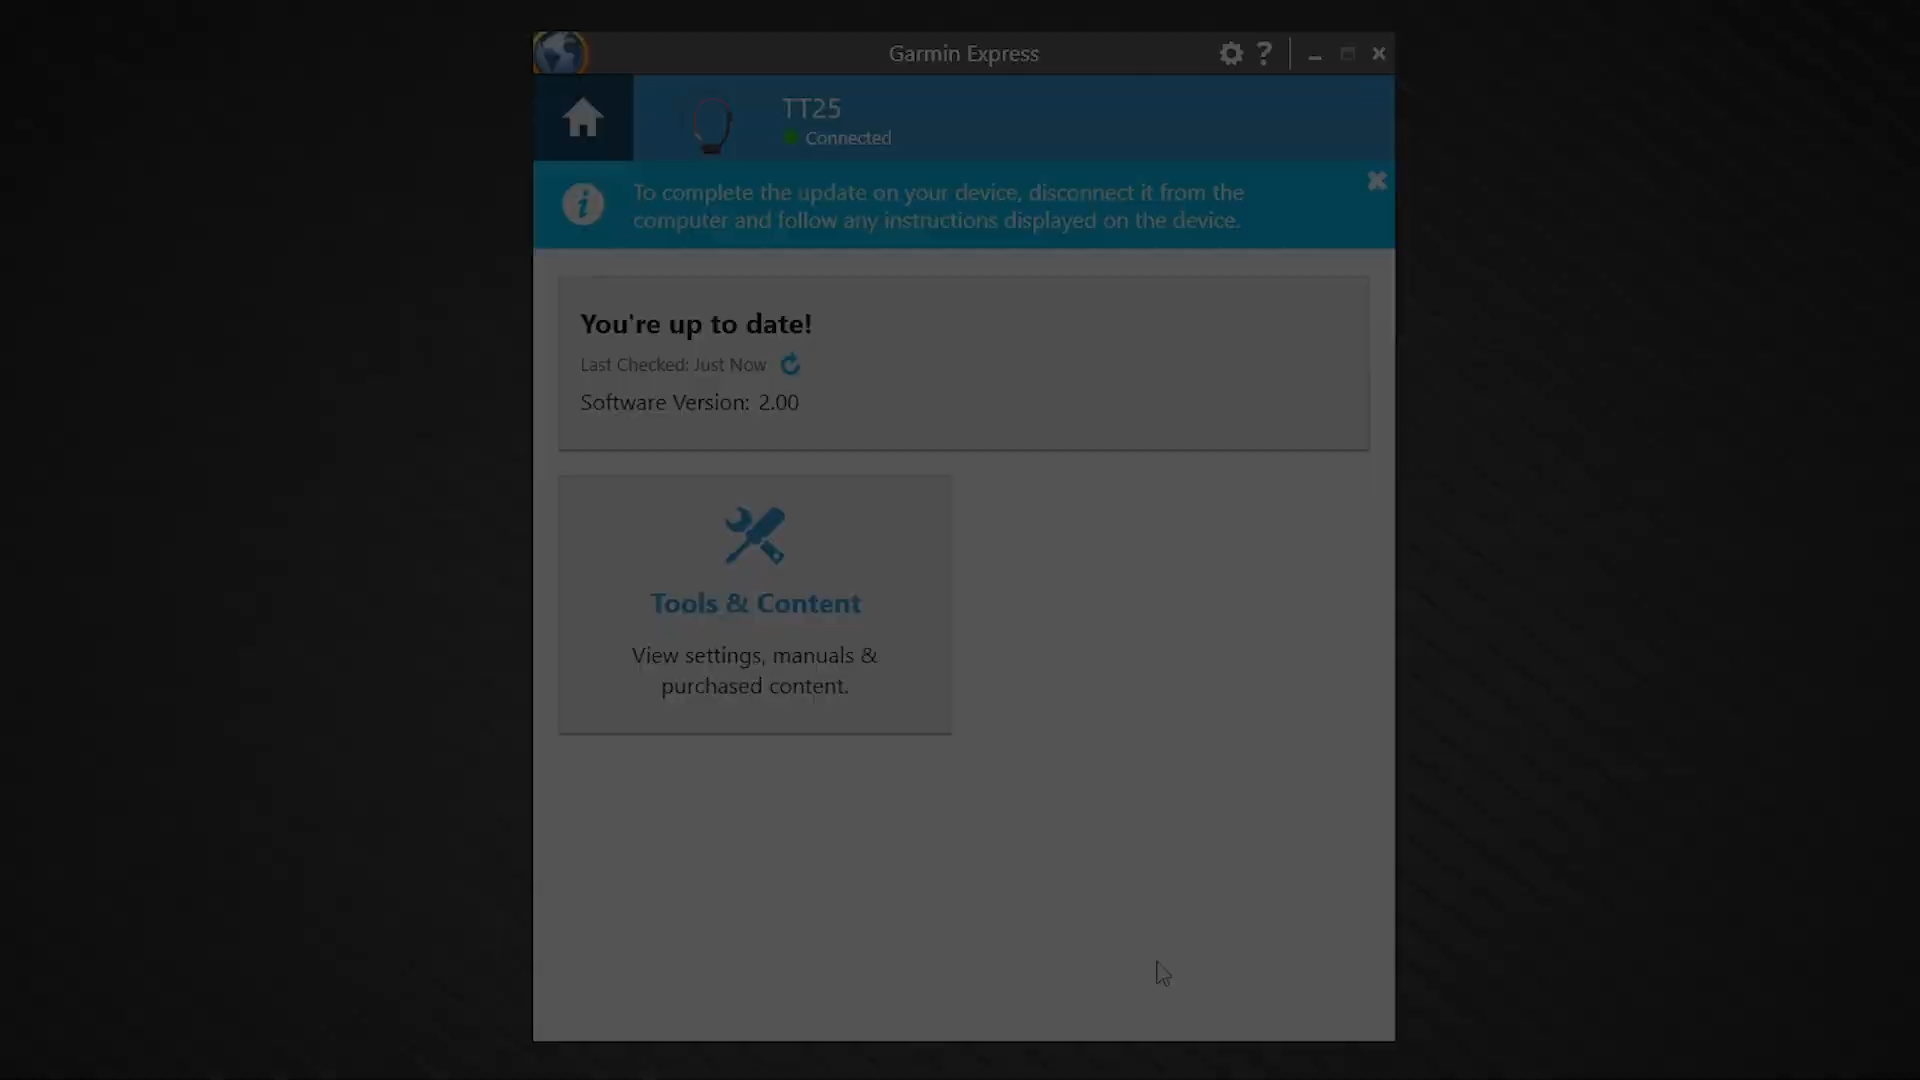 Garmin Express
TT25
Connected
To complete the update on your device, disconnect it from the
computer and follow any instructions displayed on the device.
You're up to date!
Last Checked: Just Now
Software Version: 2.00
Tools & Content
View settings, manuals &
purchased content.